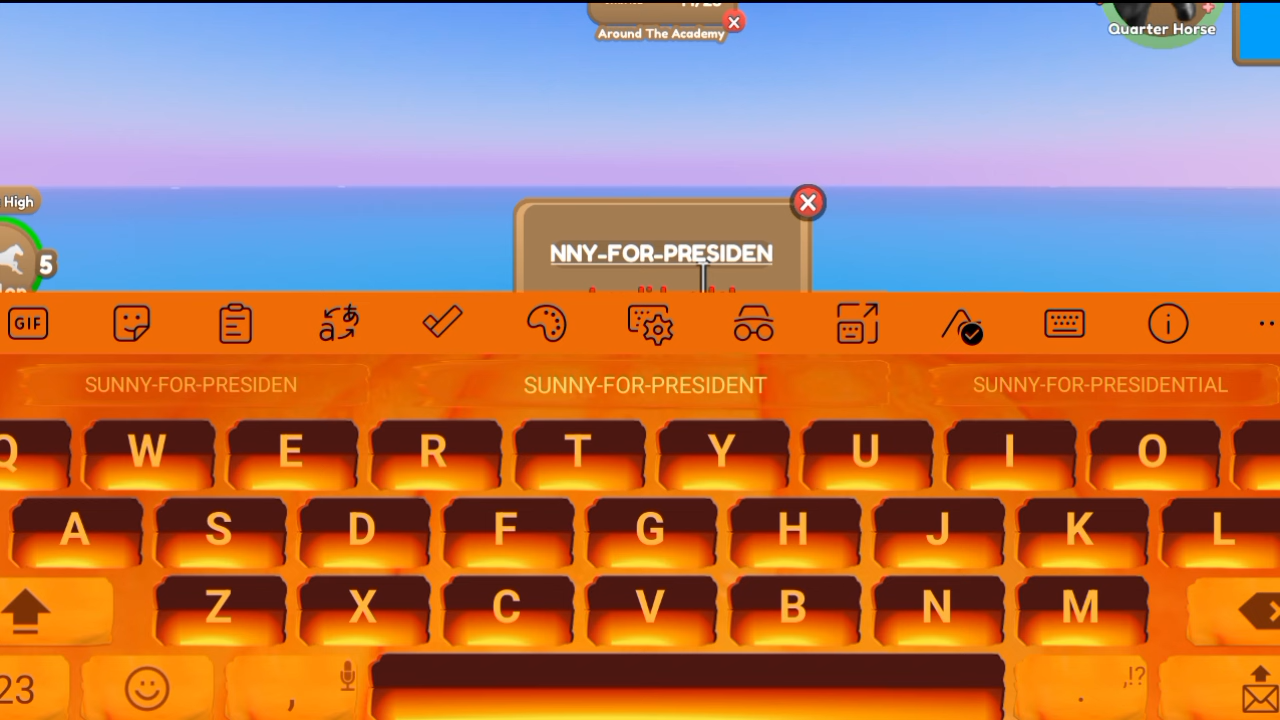 Around The Academy
Quarter Horse
High
5
NNY-FOR-PRESIDEN
GIF
SUNNY-FOR-PRESIDEN
SUNNY-FOR-PRESIDENT
SUNNY-FOR-PRESIDENTIAL
Q W E R T Y U I O
A S D F G H J K L
Z X C V B N M
23 , ,!? .